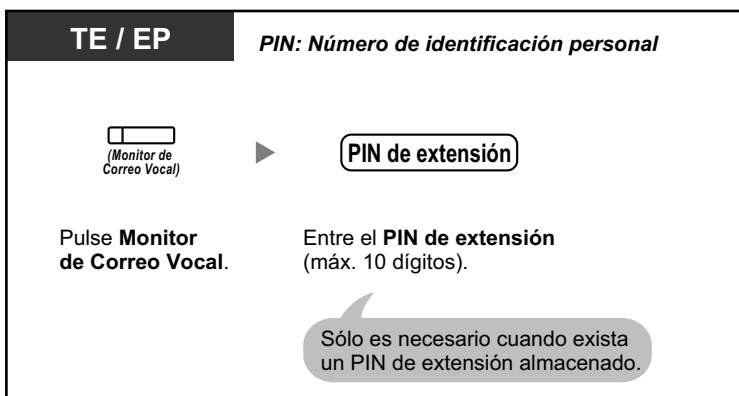 TE / EP
PIN: Número de identificación personal
(Monitor de
Correo Vocal)
PIN de extensión
Pulse Monitor
de Correo Vocal.
Entre el PIN de extensión
(máx. 10 dígitos).
Sólo es necesario cuando exista
un PIN de extensión almacenado.